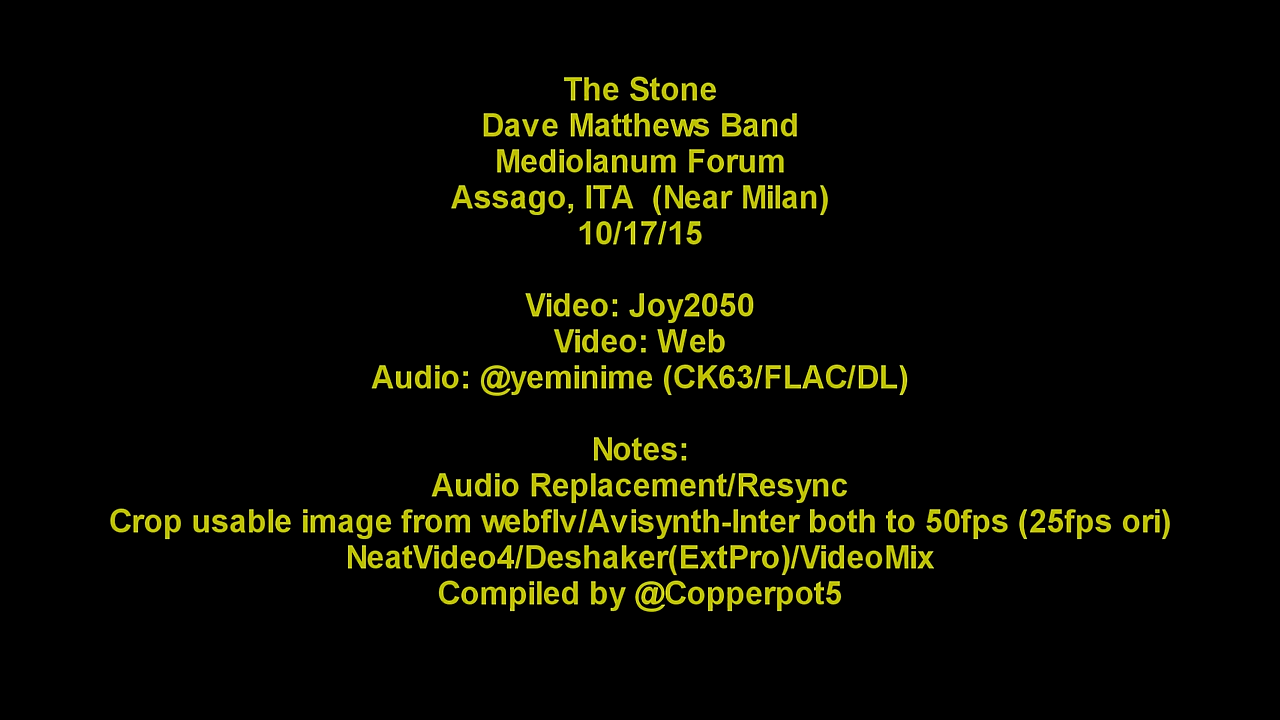 The Stone
Dave Matthews Band
Mediolanum Forum
Assago, ITA  (Near Milan)
10/17/15
Video: Joy2050
Video: Web
Audio: @yeminime (CK63/FLAC/DL)
Notes:
Audio Replacement/Resync
Crop usable image from webflv/Avisynth-Inter both to 50fps (25fps ori)
NeatVideo4/Deshaker(ExtPro)/VideoMix
Compiled by @Copperpot5